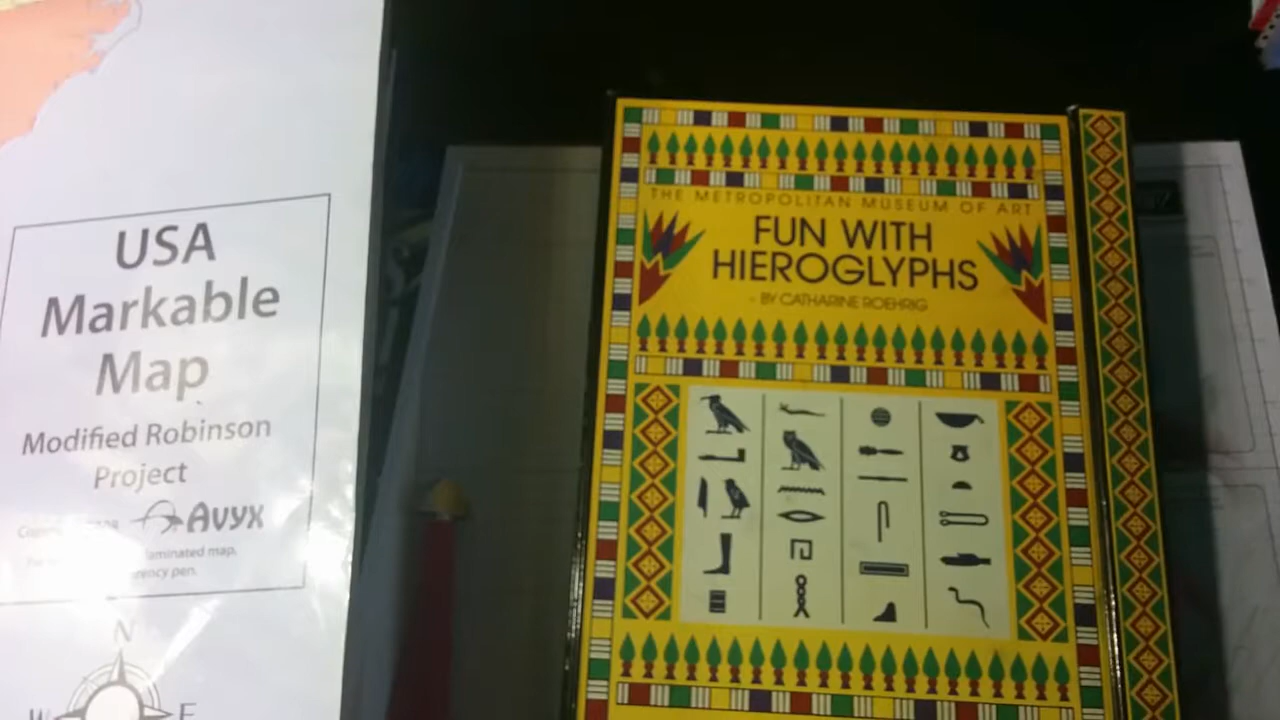 USA
Markable
Map
Modified Robinson
Project
Avyx
laminated map,
pen.
N
W
E
THE METROPOLITAN MUSEUM OF ART
FUN WITH
HIEROGLYPHS
- BY CATHARINE ROEHRIG